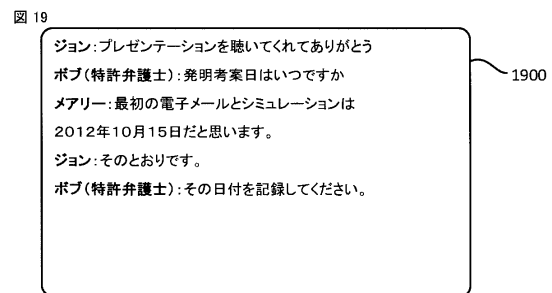 図 19
ジョン:プレゼンテーションを聴いてくれてありがとう
ボブ(特許弁護士):発明考案日はいつですか
メアリー:最初の電子メールとシミュレーションは
2012年10月15日だと思います。
ジョン:そのとおりです。
ボブ(特許弁護士):その日付を記録してください。
1900